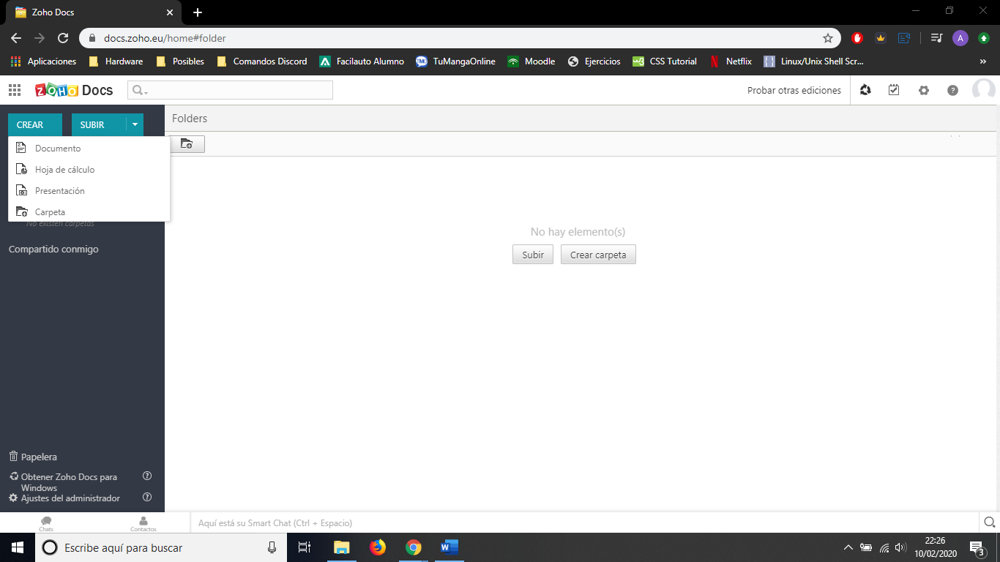 Zoho Docs
docs.zoho.eu/home#folder
Aplicaciones
Hardware
Posibles
Comandos Discord
Facilauto Alumno
TuMangaOnline
Moodle
Ejercicios
CSS Tutorial
Netflix
Linux/Unix Shell Scr...
ZOHO Docs
Probar otras ediciones
CREAR
SUBIR
Folders
Documento
Hoja de cálculo
Presentación
Carpeta
No existen carpetas
Compartido conmigo
No hay elemento(s)
Subir
Crear carpeta
Papelera
Obtener Zoho Docs para
Windows
Ajustes del administrador
Chats
Contactos
Aquí está su Smart Chat (Ctrl + Espacio)
Escribe aquí para buscar
22:26
10/02/2020
3